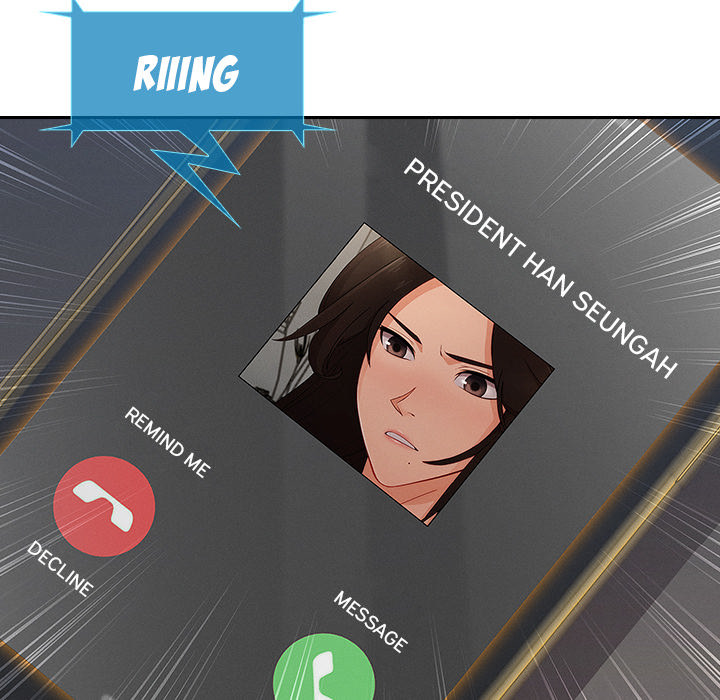 RIIING
PRESIDENT HAN SEUNGAH
REMIND ME
DECLINE
MESSAGE